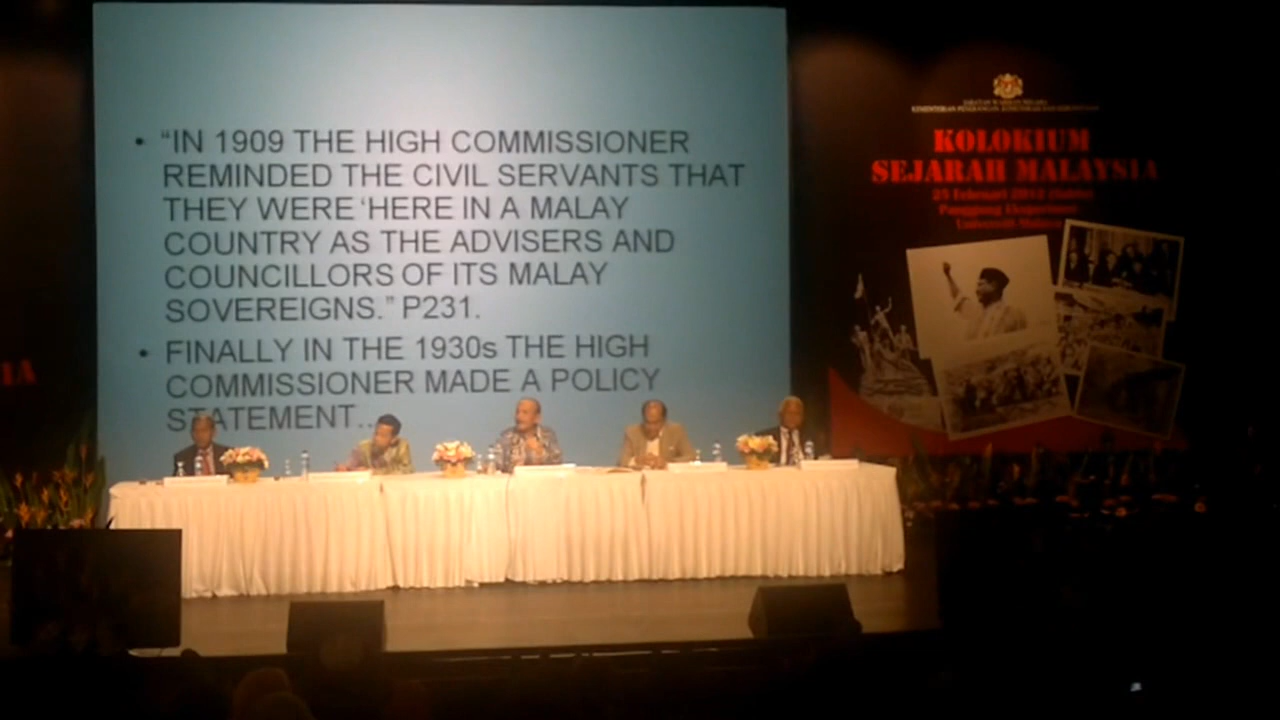 • “IN 1909 THE HIGH COMMISSIONER
REMINDED THE CIVIL SERVANTS THAT
THEY WERE ‘HERE IN A MALAY
COUNTRY AS THE ADVISERS AND
COUNCILLORS OF ITS MALAY
SOVEREIGNS.” P231.
• FINALLY IN THE 1930s THE HIGH
COMMISSIONER MADE A POLICY
STATEMENT..
KOLOKIUM
SEJARAH MALAYSIA
IA